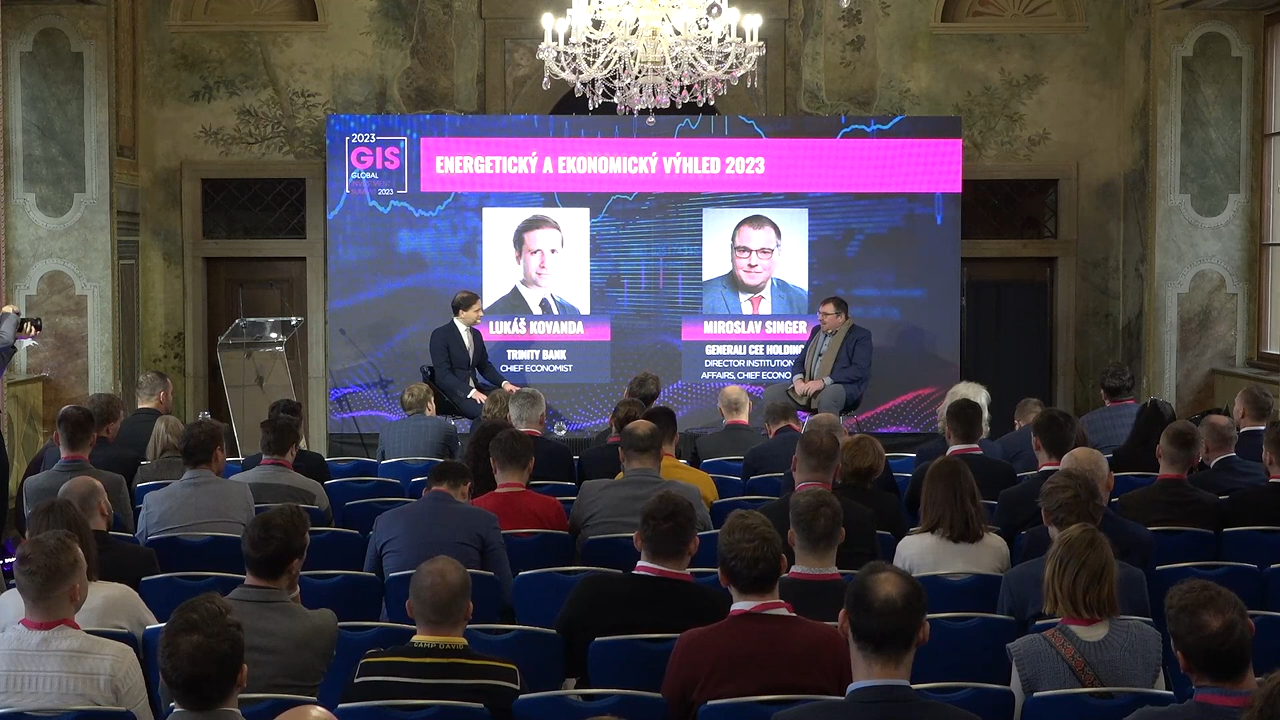 2023
GIS
GLOBAL
2023
ENERGETICKÝ A EKONOMICKÝ VÝHLED 2023
LUKÁŠ KOVANDA
TRINITY BANK
CHIEF ECONOMIST
MIROSLAV SINGER
GENERALI CEE HOLDING
DIRECTOR INSTITUTION
AFFAIRS, CHIEF ECONO
CAMP DAVID